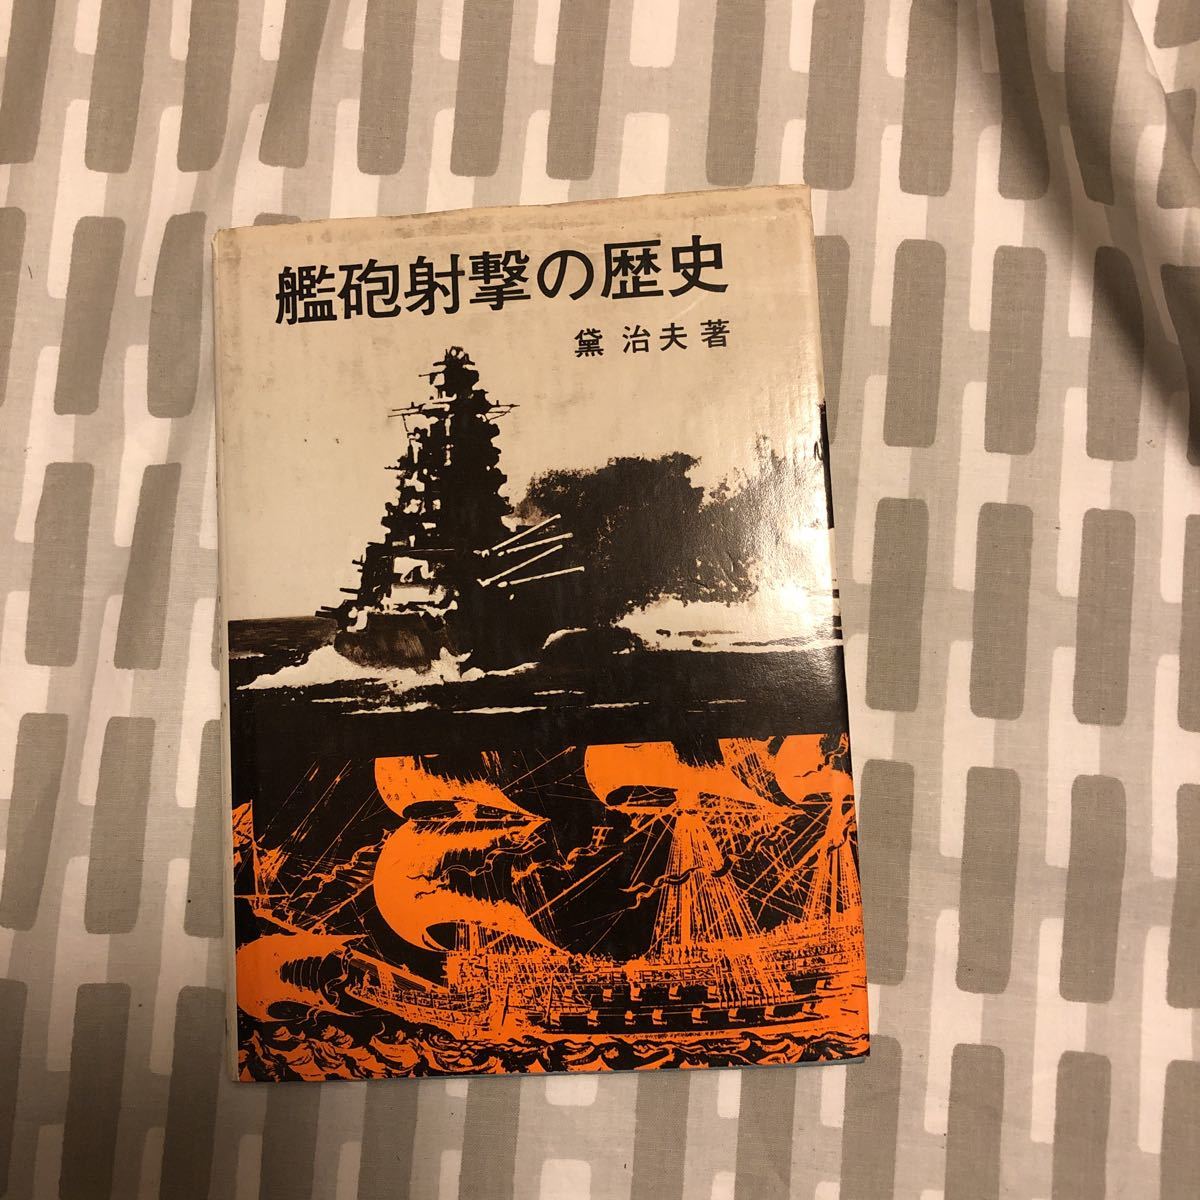 艦砲射撃の歴史
黛 治夫 著